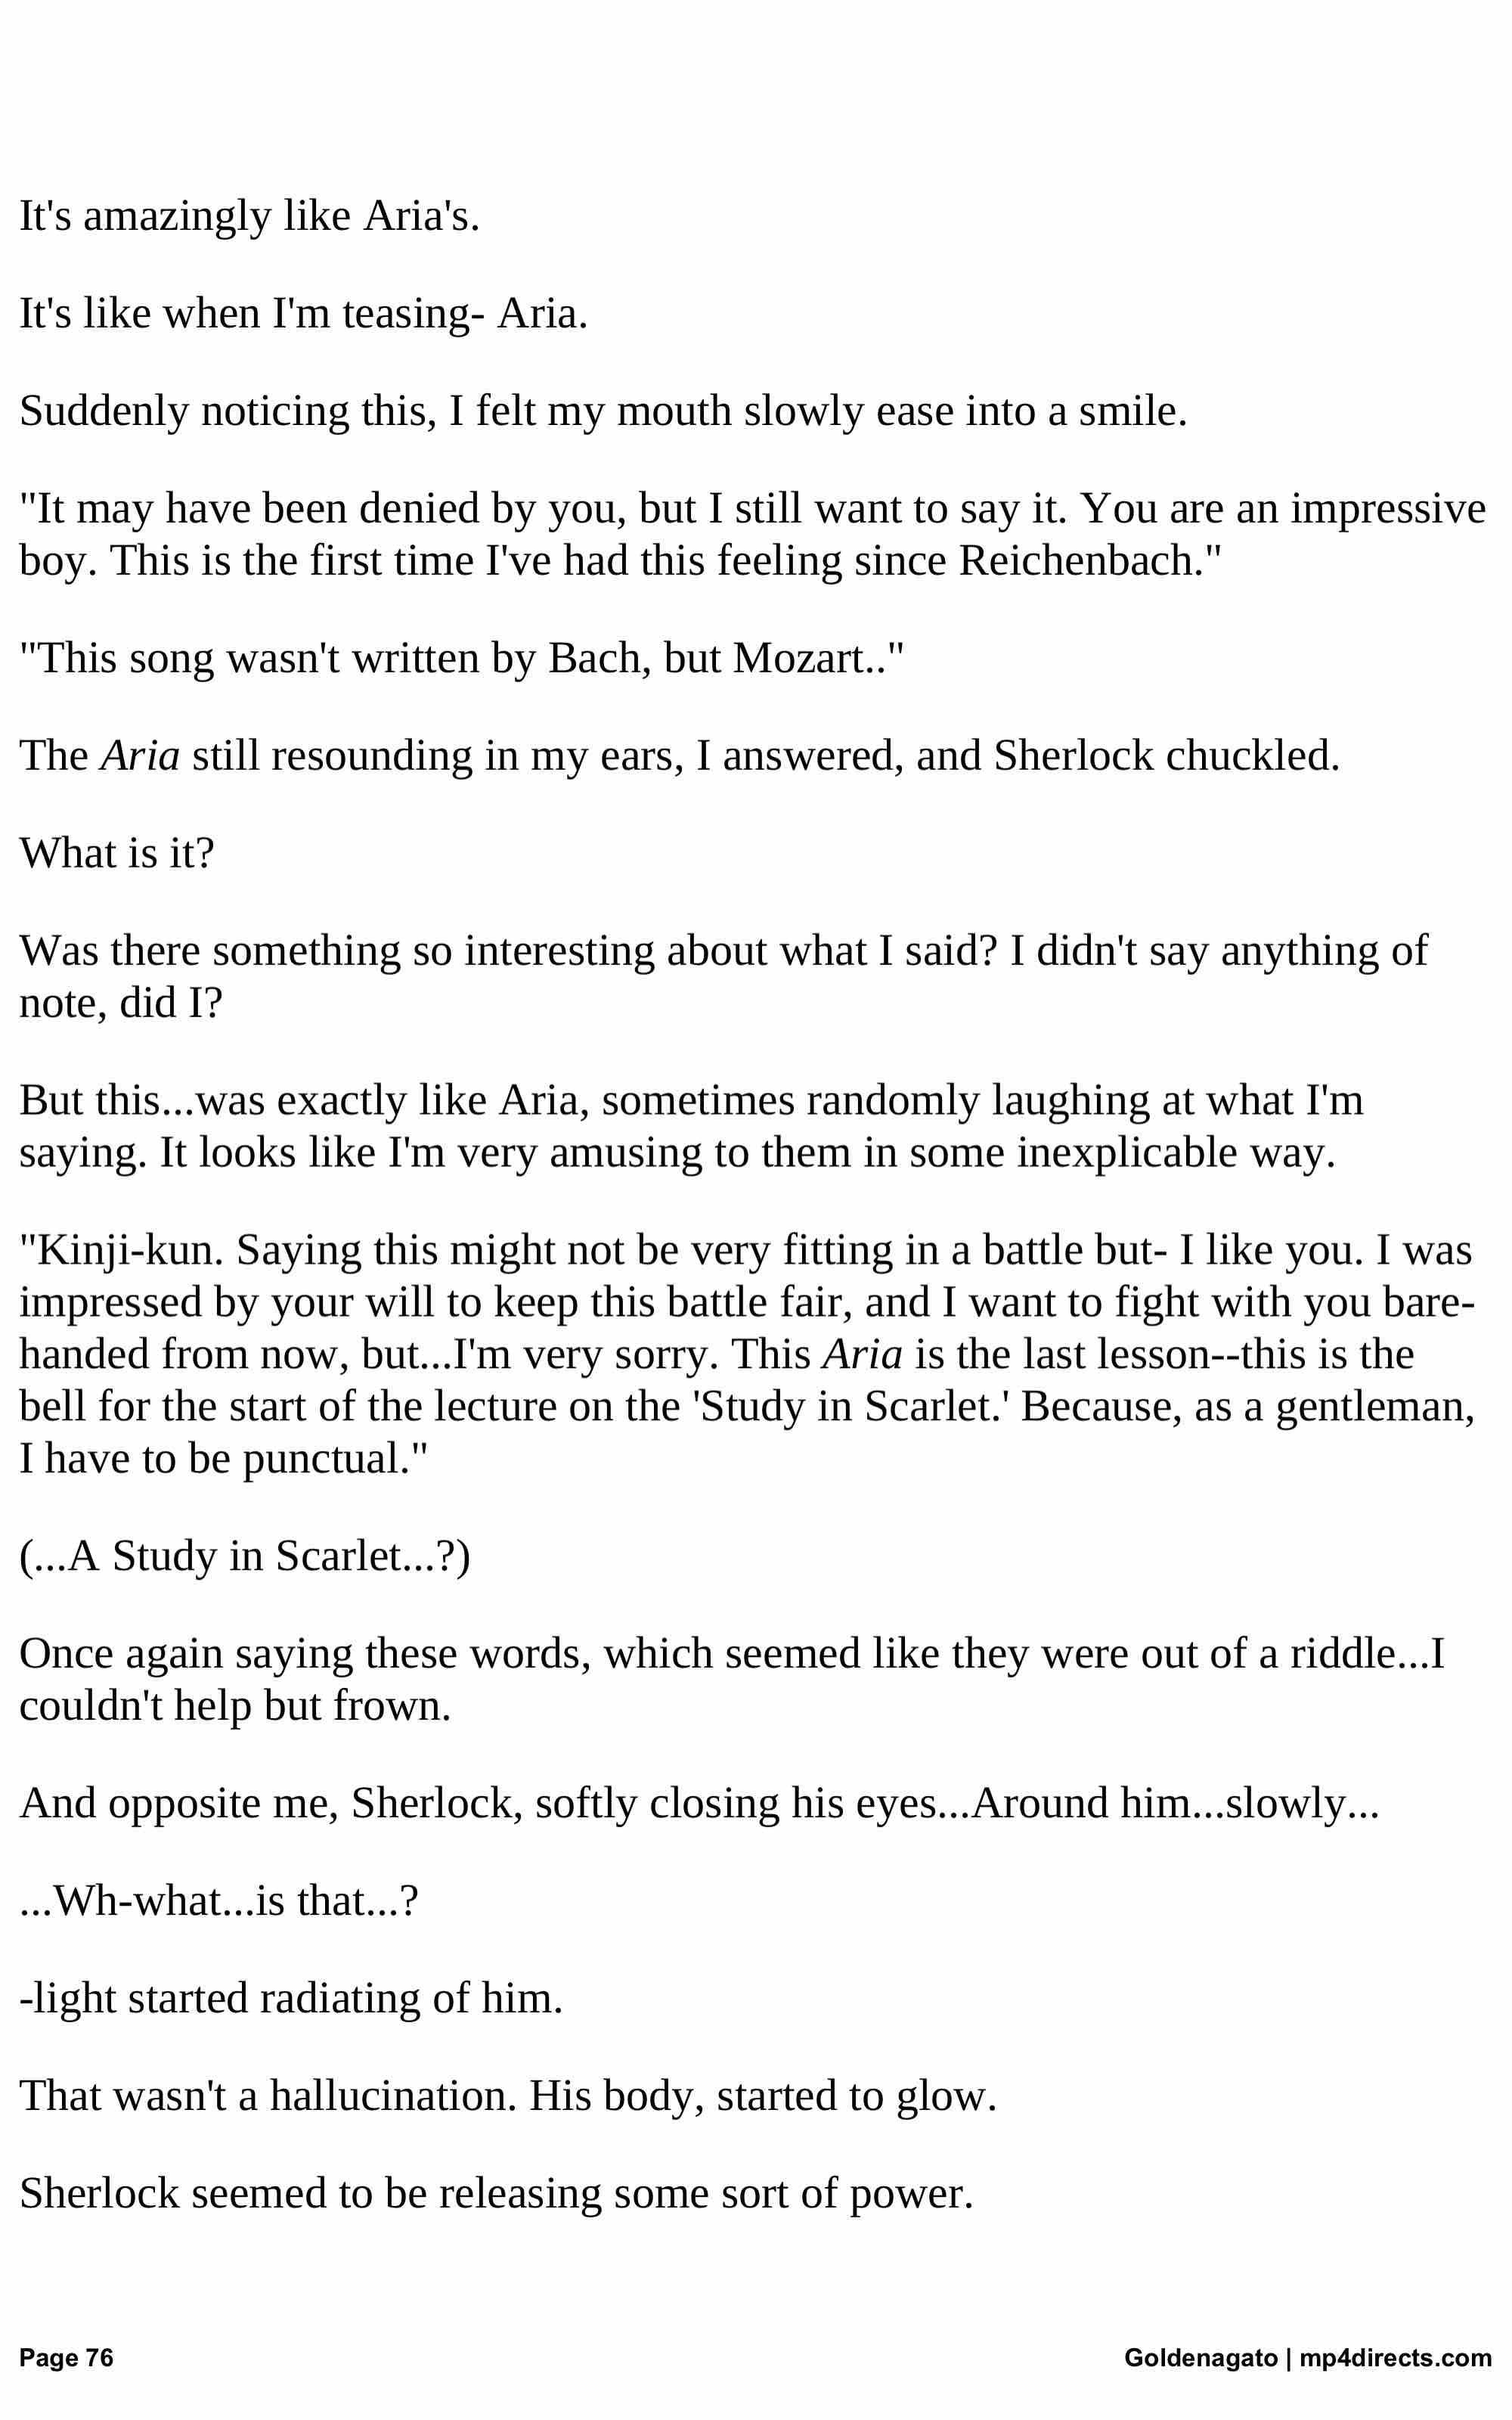 It's amazingly like Aria's.
It's like when I'm teasing- Aria.
Suddenly noticing this, I felt my mouth slowly ease into a smile.
"It may have been denied by you, but I still want to say it. You are an impressive
boy. This is the first time I've had this feeling since Reichenbach."
"This song wasn't written by Bach, but Mozart.."
The Aria still resounding in my ears, I answered, and Sherlock chuckled.
What is it?
Was there something so interesting about what I said? I didn't say anything of
note, did I?
But this...was exactly like Aria, sometimes randomly laughing at what I'm
saying. It looks like I'm very amusing to them in some inexplicable way.
"Kinji-kun. Saying this might not be very fitting in a battle but- I like you. I was
impressed by your will to keep this battle fair, and I want to fight with you bare-
handed from now, but...I'm very sorry. This Aria is the last lesson--this is the
bell for the start of the lecture on the 'Study in Scarlet.' Because, as a gentleman,
I have to be punctual."
(...A Study in Scarlet...?)
Once again saying these words, which seemed like they were out of a riddle...I
couldn't help but frown.
And opposite me, Sherlock, softly closing his eyes...Around him...slowly...
...Wh-what...is that...?
-light started radiating of him.
That wasn't a hallucination. His body, started to glow.
Sherlock seemed to be releasing some sort of power.
Page 76
Goldenagato | mp4directs.com